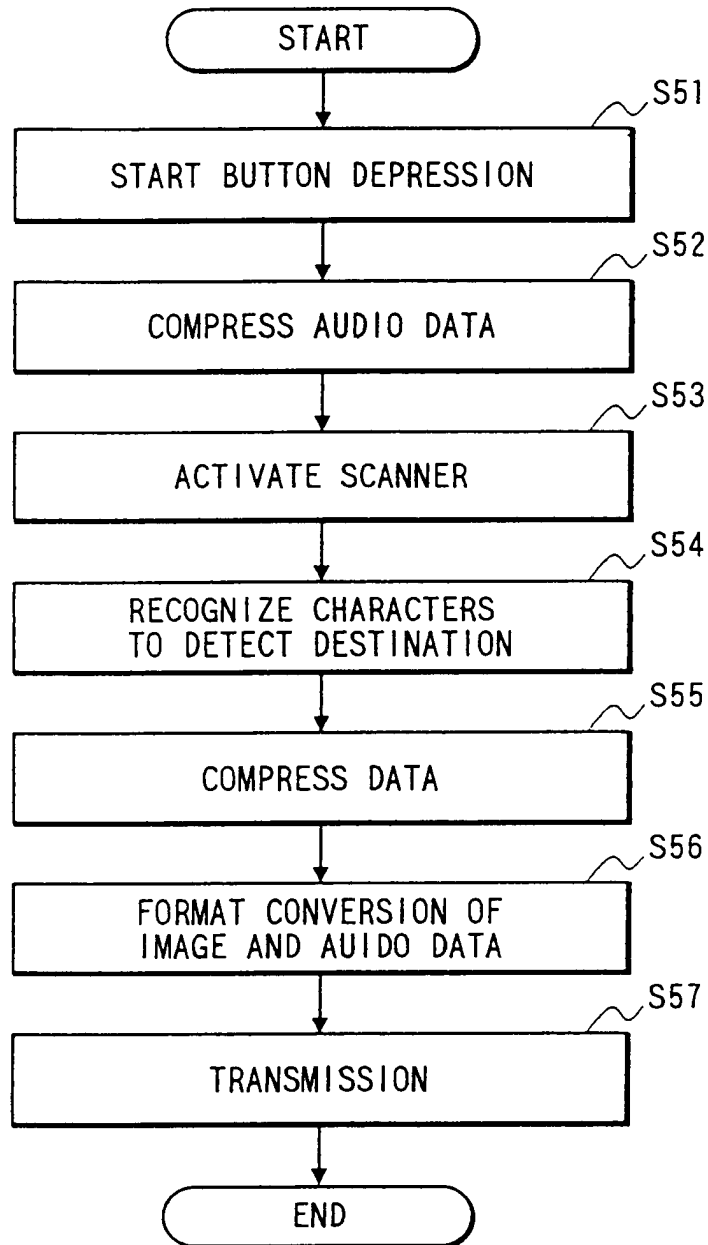 START
S51
START BUTTON DEPRESSION
S52
COMPRESS AUDIO DATA
S53
ACTIVATE SCANNER
S54
RECOGNIZE CHARACTERS
TO DETECT DESTINATION
S55
COMPRESS DATA
S56
FORMAT CONVERSION OF
IMAGE AND AUIDO DATA
S57
TRANSMISSION
END